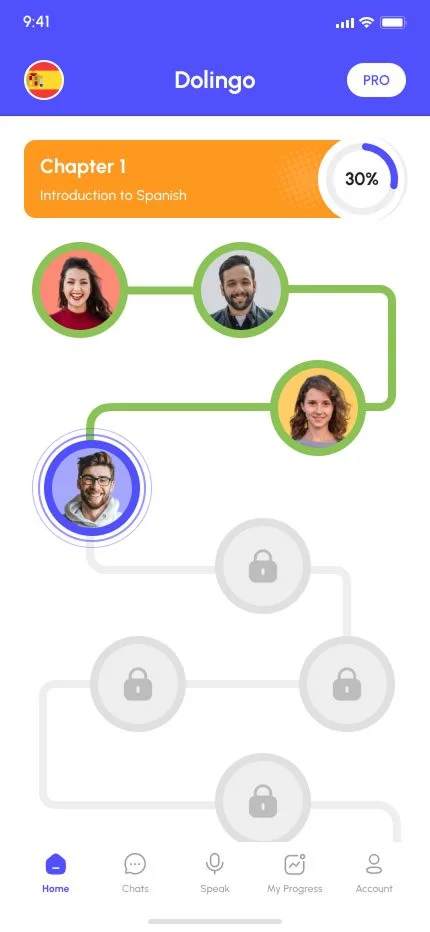 9:41
Dolingo
PRO
Chapter 1
Introduction to Spanish
30%
Home
Chats
Speak
My Progress
Account